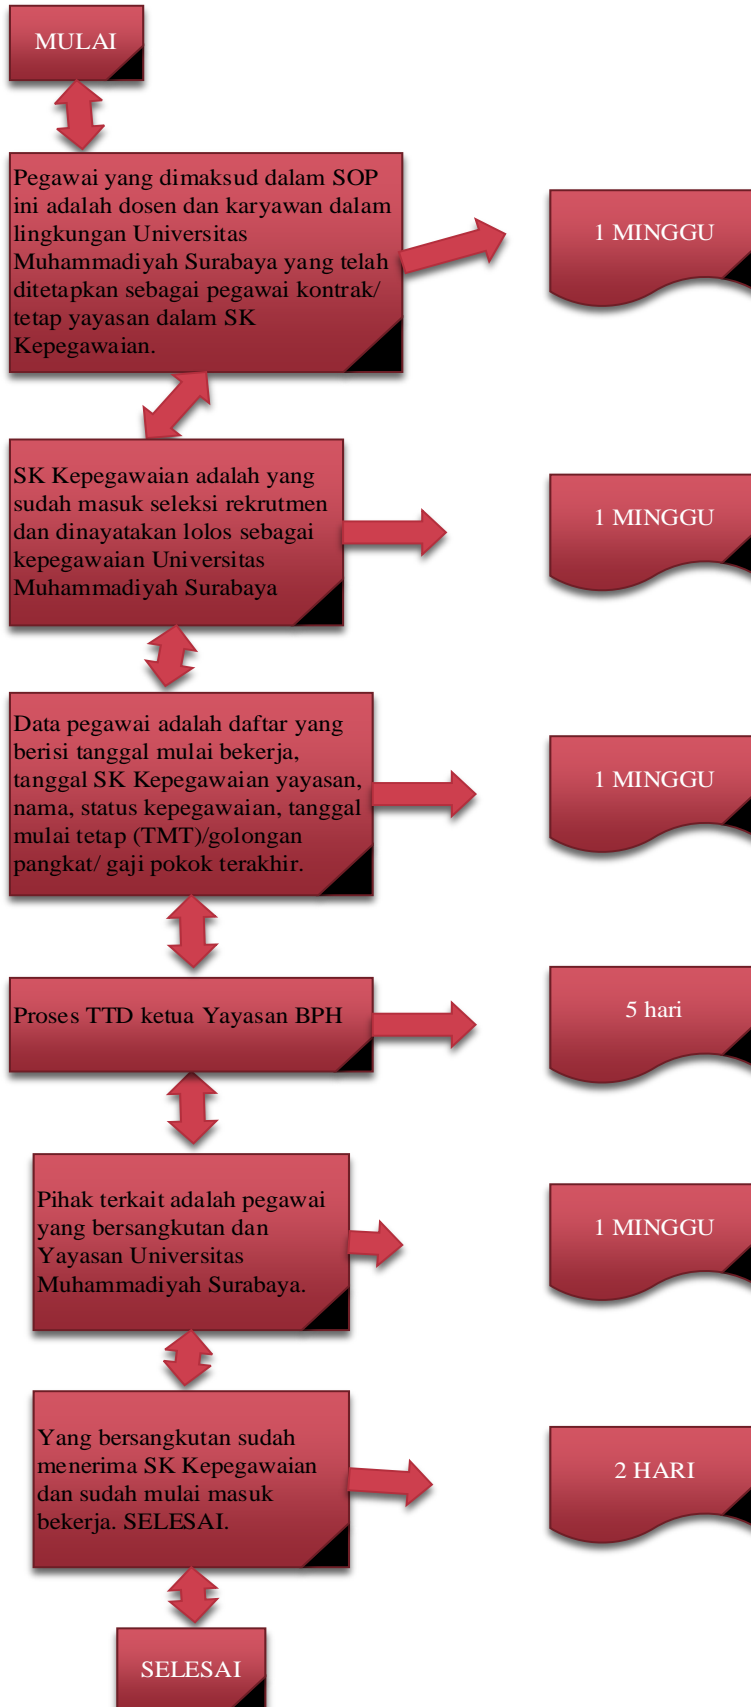 MULAI
Pegawai yang dimaksud dalam SOP
ini adalah dosen dan karyawan dalam
lingkungan Universitas
Muhammadiyah Surabaya yang telah
ditetapkan sebagai pegawai kontrak/
tetap yayasan dalam SK
Kepegawaian.
1 MINGGU
SK Kepegawaian adalah yang
sudah masuk seleksi rekrutmen
dan dinayatakan lolos sebagai
kepegawaian Universitas
Muhammadiyah Surabaya
1 MINGGU
Data pegawai adalah daftar yang
berisi tanggal mulai bekerja,
tanggal SK Kepegawaian yayasan,
nama, status kepegawaian, tanggal
mulai tetap (TMT)/golongan
pangkat/ gaji pokok terakhir.
1 MINGGU
Proses TTD ketua Yayasan BPH
5 hari
Pihak terkait adalah pegawai
yang bersangkutan dan
Yayasan Universitas
Muhammadiyah Surabaya.
1 MINGGU
Yang bersangkutan sudah
menerima SK Kepegawaian
dan sudah mulai masuk
bekerja. SELESAI.
2 HARI
SELESAI